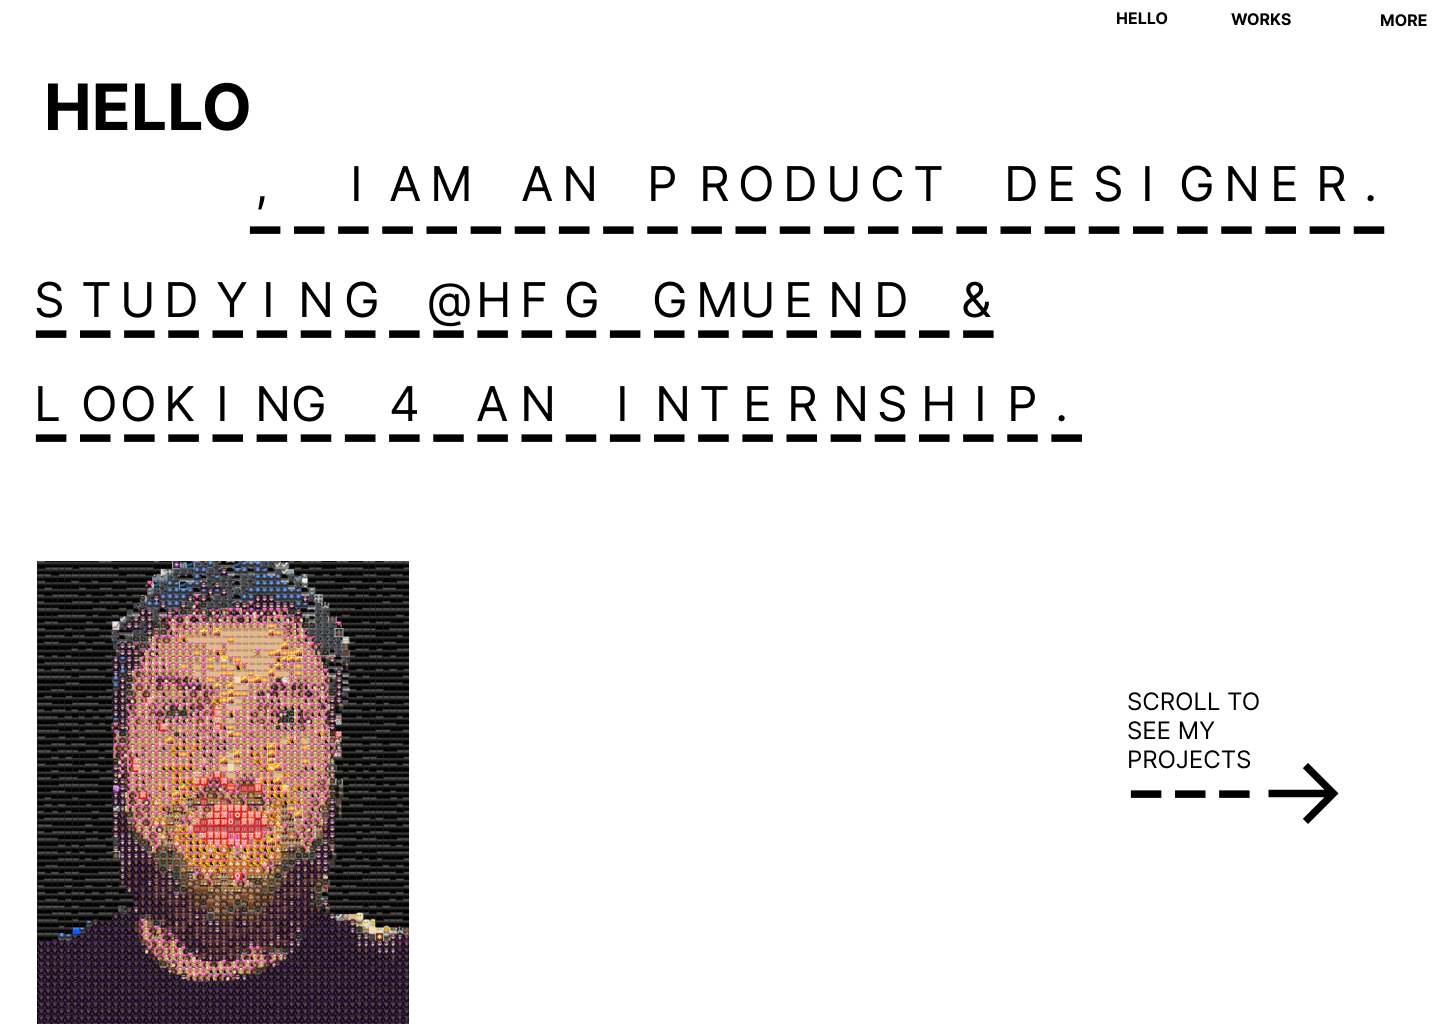 HELLO WORKS MORE
HELLO
, I AM AN PRODUCT DESIGNER.
STUDYING @HFG GMUEND &
LOOKING 4 AN INTERNSHIP.
SCROLL TO
SEE MY
PROJECTS